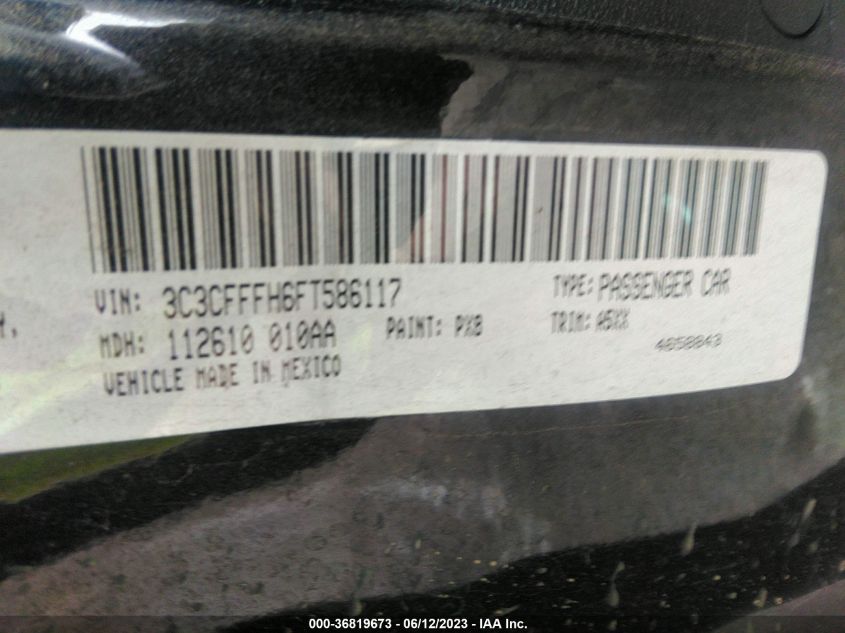 VIN: 3C3CFFFH6FT586117 TYPE: PASSENGER CAR
Y, MDH: 112610 010AA PAINT: PXB TRIM: A5XX
VEHICLE MADE IN MEXICO 4050043
000-36819673 - 06/12/2023 - IAA Inc.